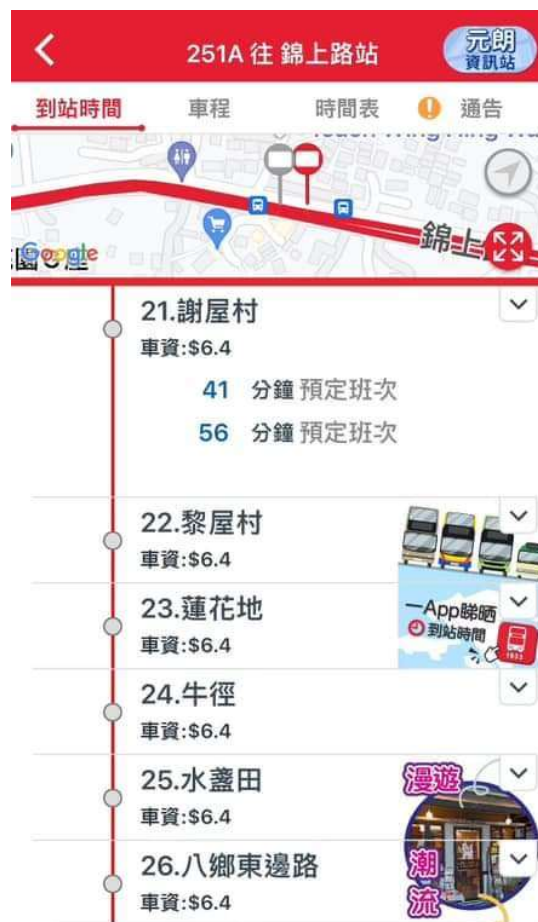 251A 往 錦上路站
元朗
資訊站
到站時間 車程 時間表 通告
錦上
Google
21.謝屋村
車資:$6.4
41 分鐘 預定班次
56 分鐘 預定班次
22.黎屋村
車資:$6.4
23.蓮花地
車資:$6.4
一App睇晒
到站時間
1933
24.牛徑
車資:$6.4
25.水盞田
車資:$6.4
漫遊
26.八鄉東邊路
車資:$6.4
潮
流